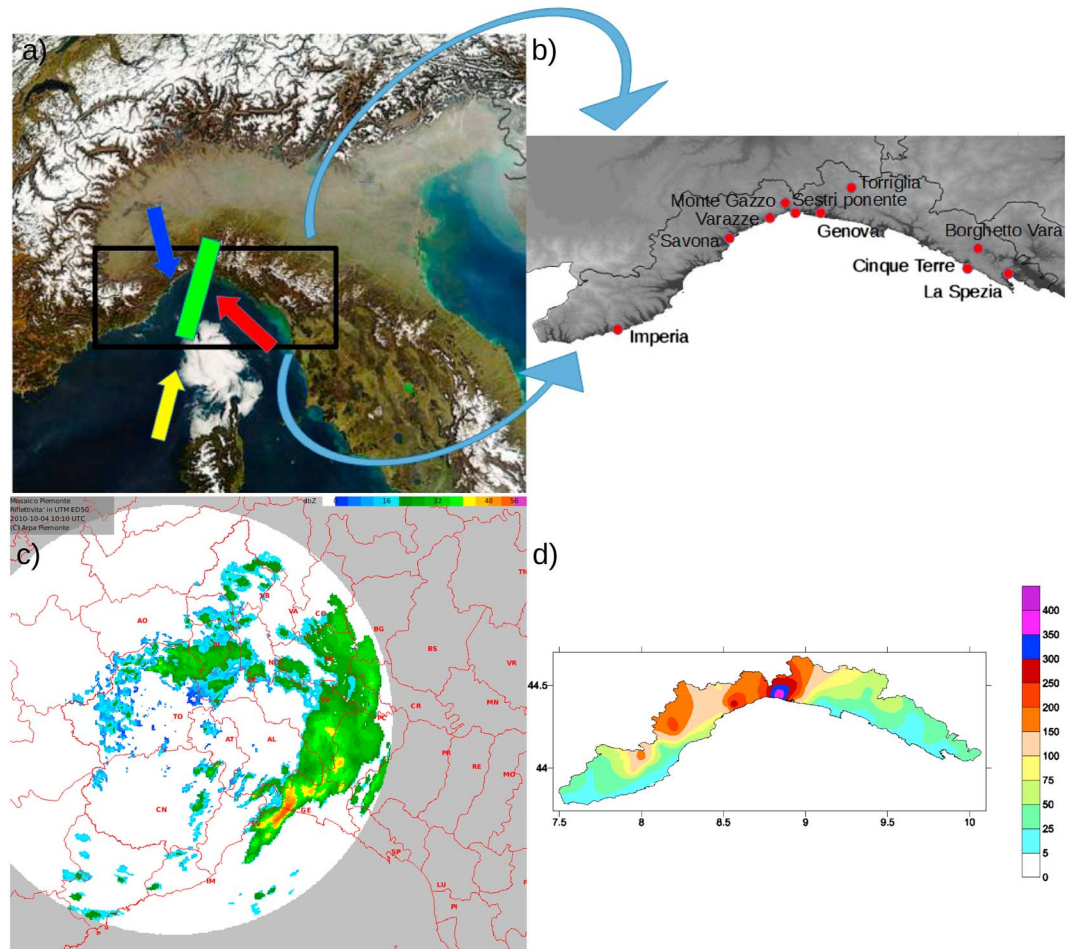 a)
b)
Torriglia
Monte Gazzo Sestri ponente
Varazze
Genova
Savona
Borghetto Vara
Cinque Terre
La Spezia
Imperia
Mosaico Piemonte
Riflettivita' in UTM ED50
2010-10-04 10:10 UTC
(C) Arpa Piemonte
dbZ 16 32 48 56
c)
d)
TN
VB
VA
CO
AO
BG
BS
VR
NO
MN
TO
PC
CR
AT
AL
PR
RE
MO
CN
GE
SP
IM
LU
PI
400
350
300
250
200
150
100
75
50
25
5
0
44.5
44
7.5 8 8.5 9 9.5 10